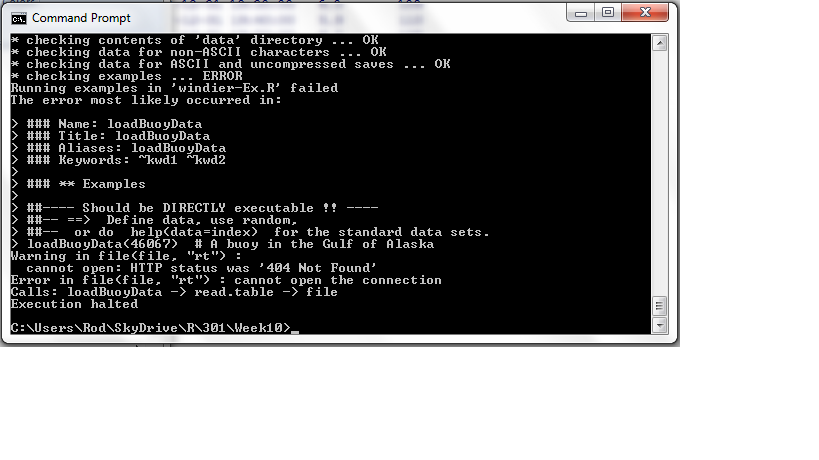 Command Prompt
* checking contents of 'data' directory ... OK
* checking data for non-ASCII characters ... OK
* checking data for ASCII and uncompressed saves ... OK
* checking examples ... ERROR
Running examples in 'windier-Ex.R' failed
The error most likely occurred in:
> ### Name: loadBuoyData
> ### Title: loadBuoyData
> ### Aliases: loadBuoyData
> ### Keywords: ~kwd1 ~kwd2
>
> ### ** Examples
>
> ##---- Should be DIRECTLY executable !! ----
> ##-- ==>  Define data, use random,
> ##--   or do  help(data=index)  for the standard data sets.
> loadBuoyData(46067)  # A buoy in the Gulf of Alaska
Warning in file(file, "rt") :
  cannot open: HTTP status was '404 Not Found'
Error in file(file, "rt") : cannot open the connection
Calls: loadBuoyData -> read.table -> file
Execution halted
C:\Users\Rod\SkyDrive\R\301\Week10>_